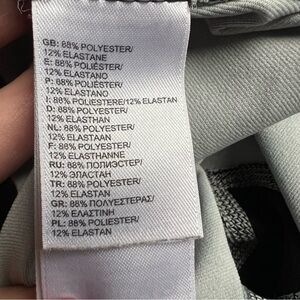 GB: 88% POLYESTER/
12% ELASTANE
E: 88% POLIÉSTER/
12% ELASTANO
P: 88% POLIÉSTER/
12% ELASTANO
I: 88% POLIESTERE/12% ELASTAN
D: 88% POLYESTER/
12% ELASTHAN
NL: 88% POLYESTER/
12% ELASTAAN
F: 88% POLYESTER/
12% ELASTHANNE
RU: 88% ПОЛИЭСТЕР/
12% ЭЛАСТАН
TR: 88% POLYESTER/
12% ELASTAN
GR: 88% ΠΟΛΥΕΣΤΕΡΑΣ/
12% ΕΛΑΣΤΙΝΗ
PL: 88% POLIESTER/
12% ELASTAN